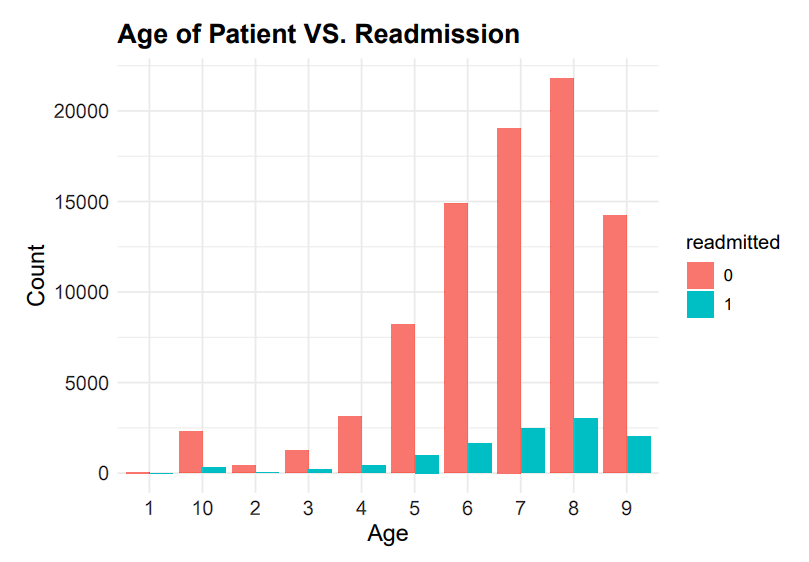 Age of Patient VS. Readmission
20000
15000
10000
5000
0
Count
1 10 2 3 4 5 6 7 8 9
Age
readmitted
0
1